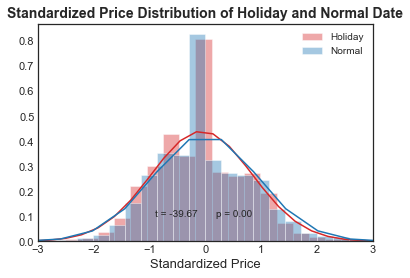 Standardized Price Distribution of Holiday and Normal Date
Holiday
Normal
0.8
0.7
0.6
0.5
0.4
0.3
0.2
0.1
0.0
t = -39.67 p = 0.00
−3 −2 −1 0 1 2 3
Standardized Price